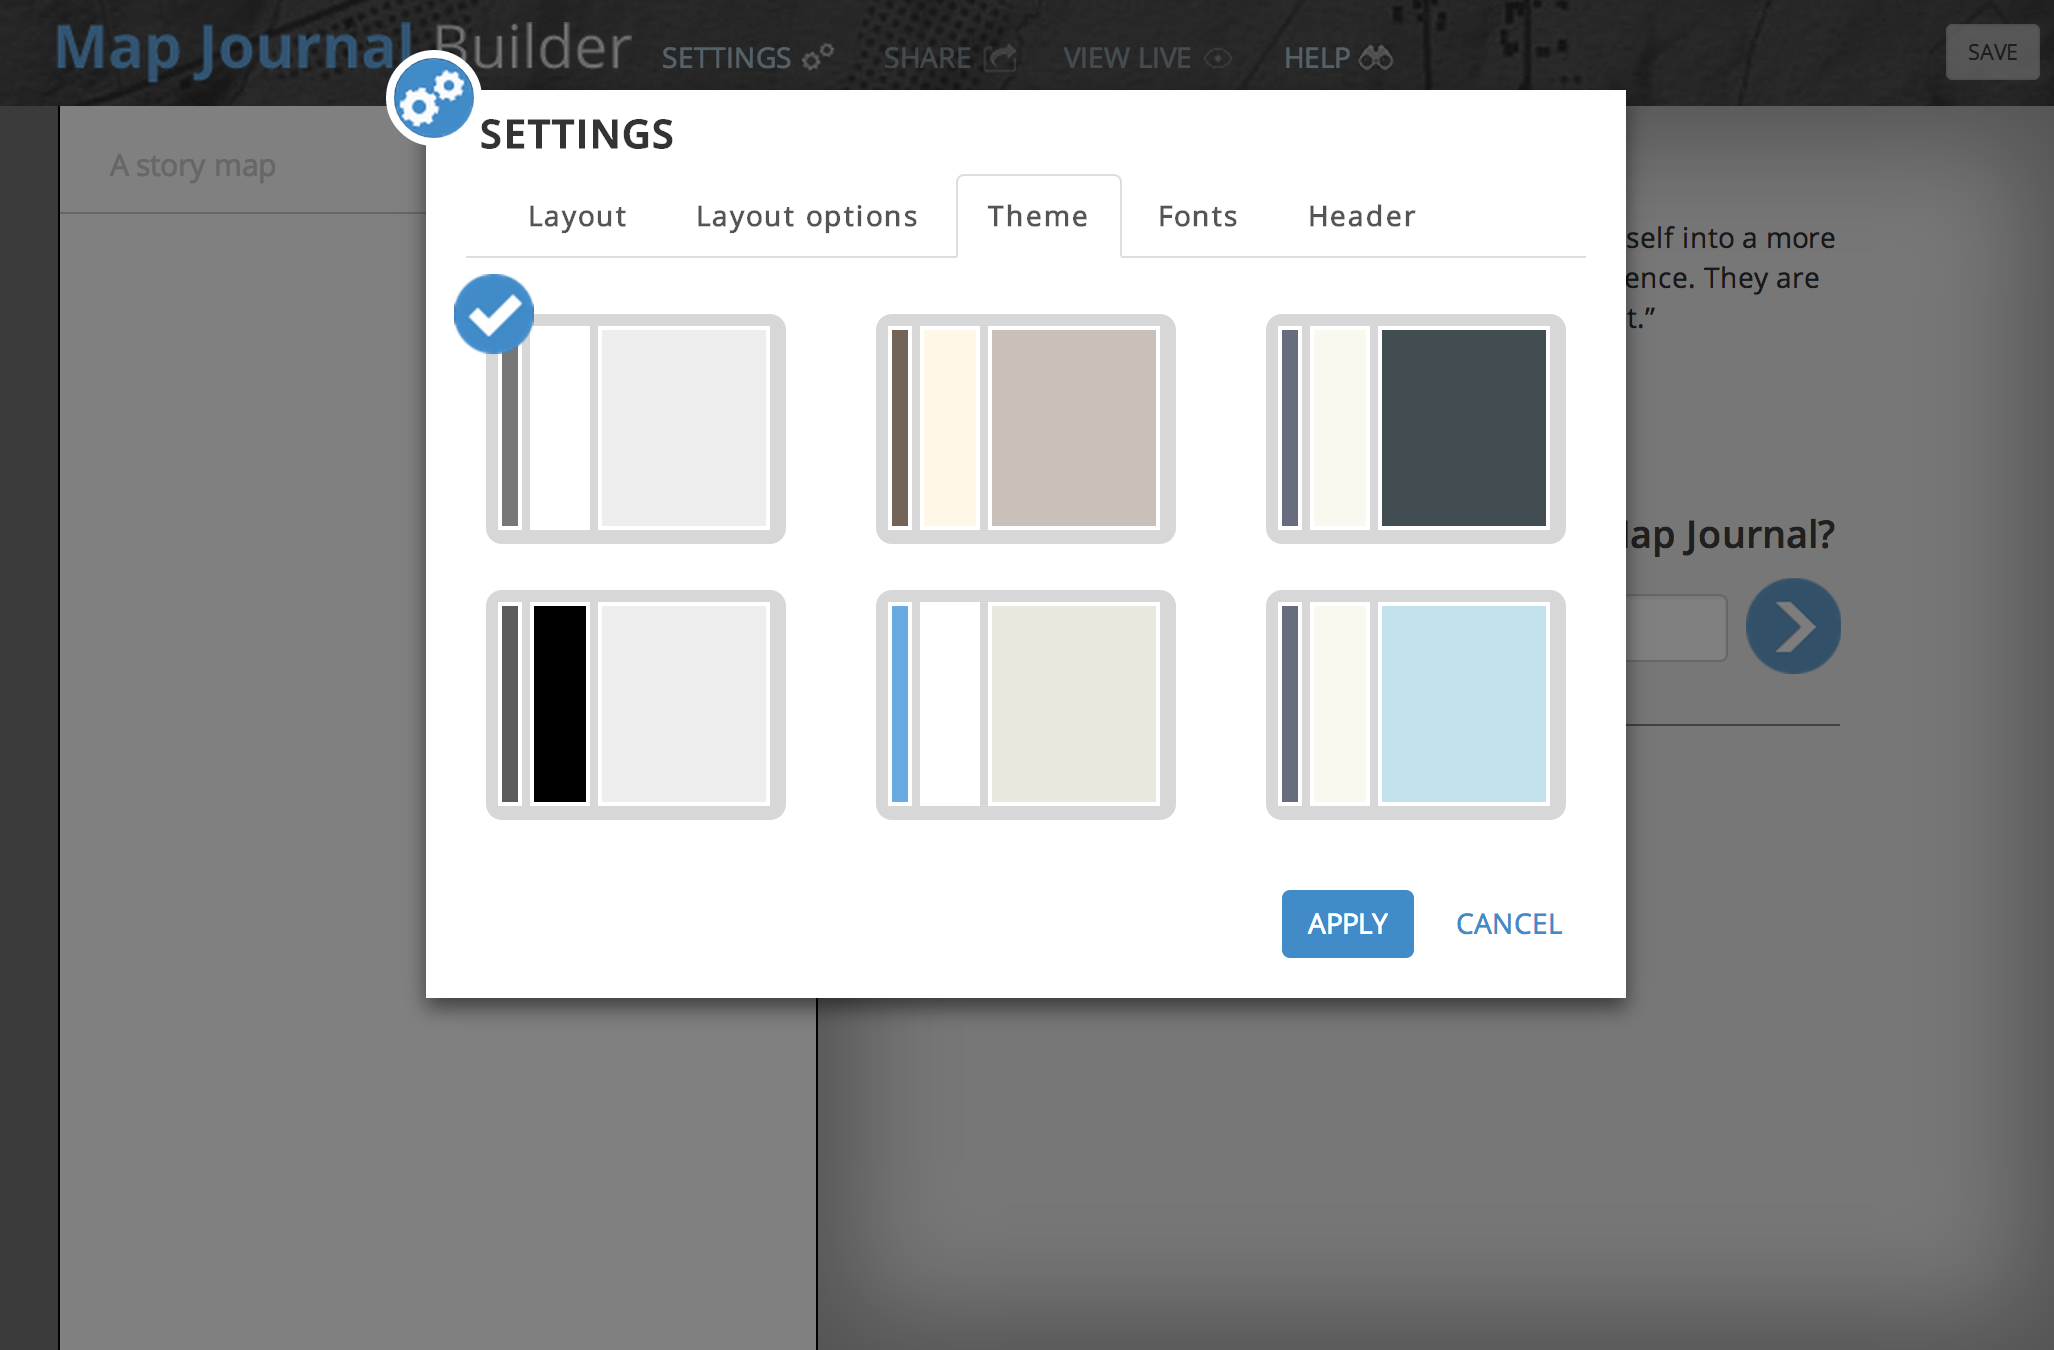 Map Journal Builder
SETTINGS
SHARE
VIEW LIVE
HELP
SAVE
A story map
SETTINGS
Layout
Layout options
Theme
Fonts
Header
self into a more
ence. They are
t.”
ap Journal?
APPLY
CANCEL